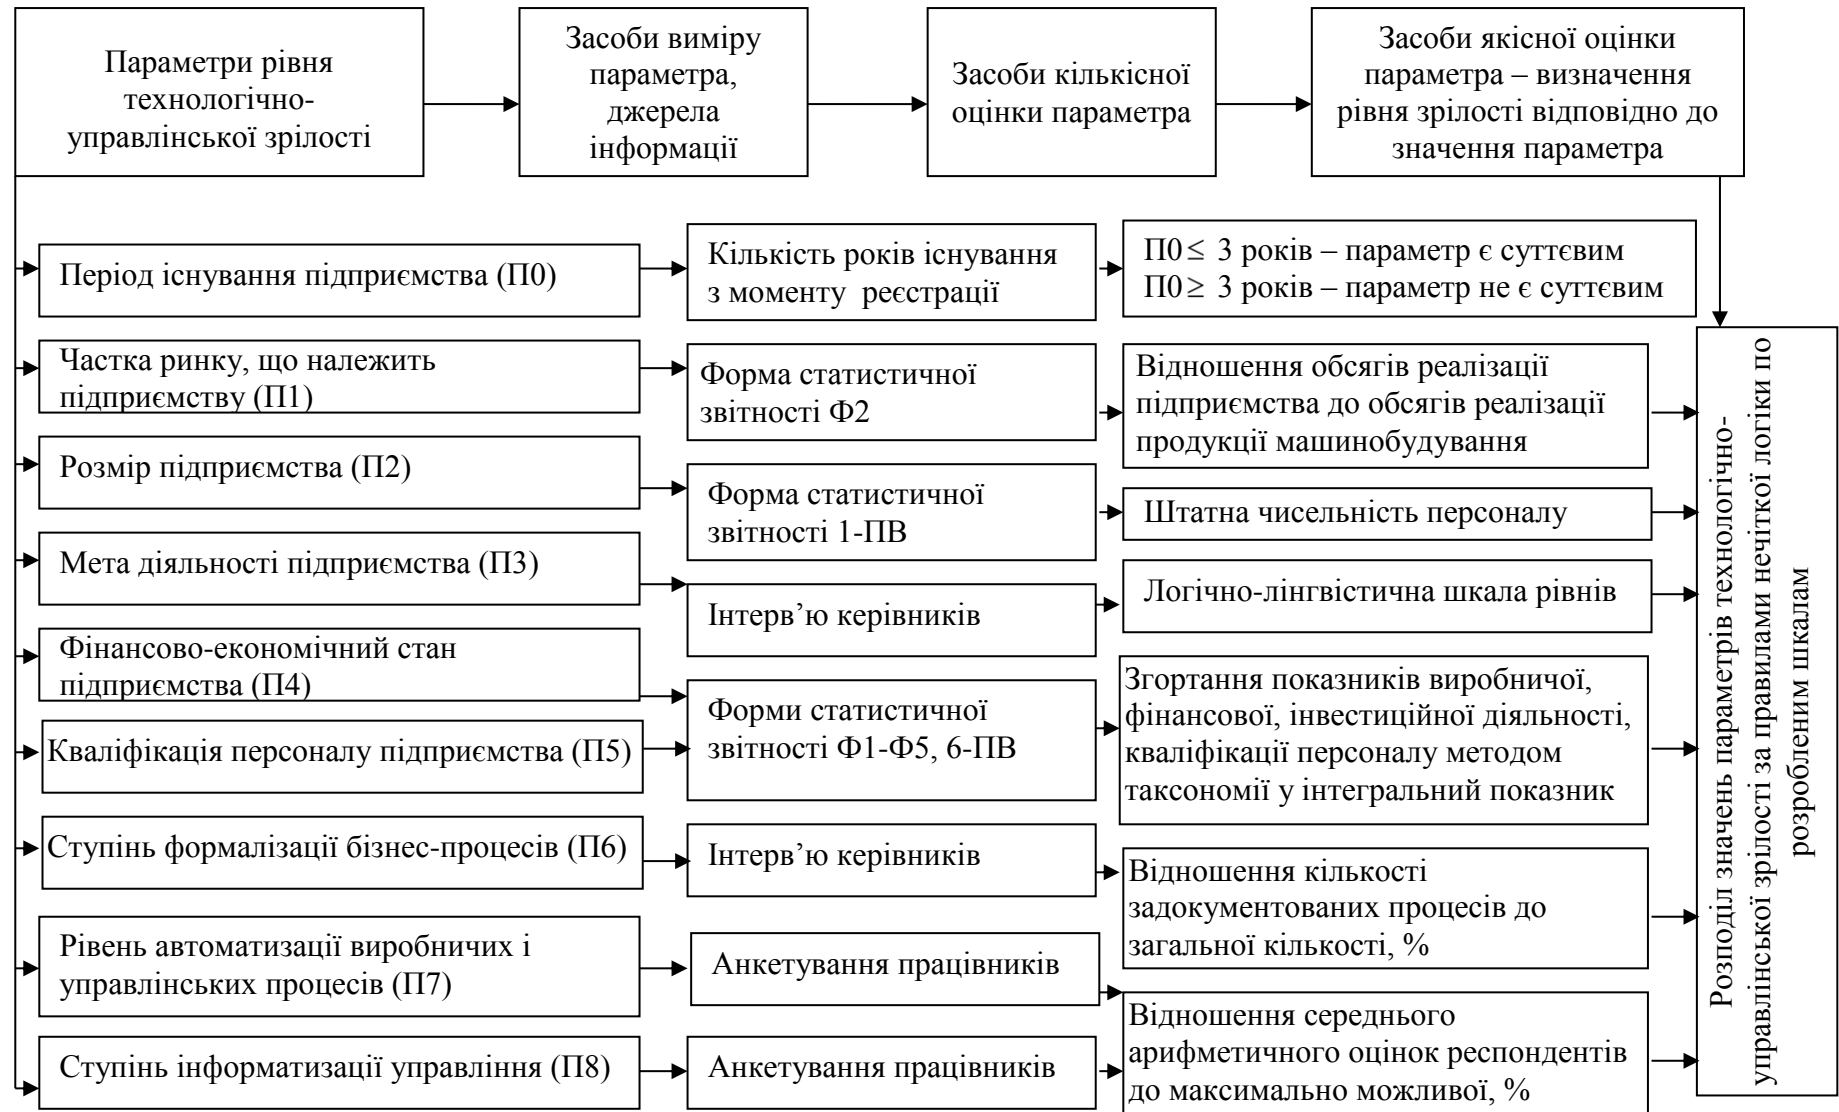 Параметри рівня
технологічно-
управлінської зрілості
Засоби виміру
параметра,
джерела
інформації
Засоби кількісної
оцінки параметра
Засоби якісної оцінки
параметра – визначення
рівня зрілості відповідно до
значення параметра
Період існування підприємства (П0)
Кількість років існування
з моменту реєстрації
П0 ≤ 3 років – параметр є суттєвим
П0 ≥ 3 років – параметр не є суттєвим
Частка ринку, що належить
підприємству (П1)
Форма статистичної
звітності Ф2
Відношення обсягів реалізації
підприємства до обсягів реалізації
продукції машинобудування
Розмір підприємства (П2)
Форма статистичної
звітності 1-ПВ
Штатна чисельність персоналу
Мета діяльності підприємства (П3)
Інтерв’ю керівників
Логічно-лінгвістична шкала рівнів
Фінансово-економічний стан
підприємства (П4)
Форми статистичної
звітності Ф1-Ф5, 6-ПВ
Згортання показників виробничої,
фінансової, інвестиційної діяльності,
кваліфікації персоналу методом
таксономії у інтегральний показник
Кваліфікація персоналу підприємства (П5)
Ступінь формалізації бізнес-процесів (П6)
Інтерв’ю керівників
Відношення кількості
задокументованих процесів до
загальної кількості, %
Рівень автоматизації виробничих і
управлінських процесів (П7)
Анкетування працівників
Відношення середнього
арифметичного оцінок респондентів
до максимально можливої, %
Ступінь інформатизації управління (П8)
Анкетування працівників
Розподіл значень параметрів технологічно-
управлінської зрілості за правилами нечіткої логіки по
розробленим шкалам